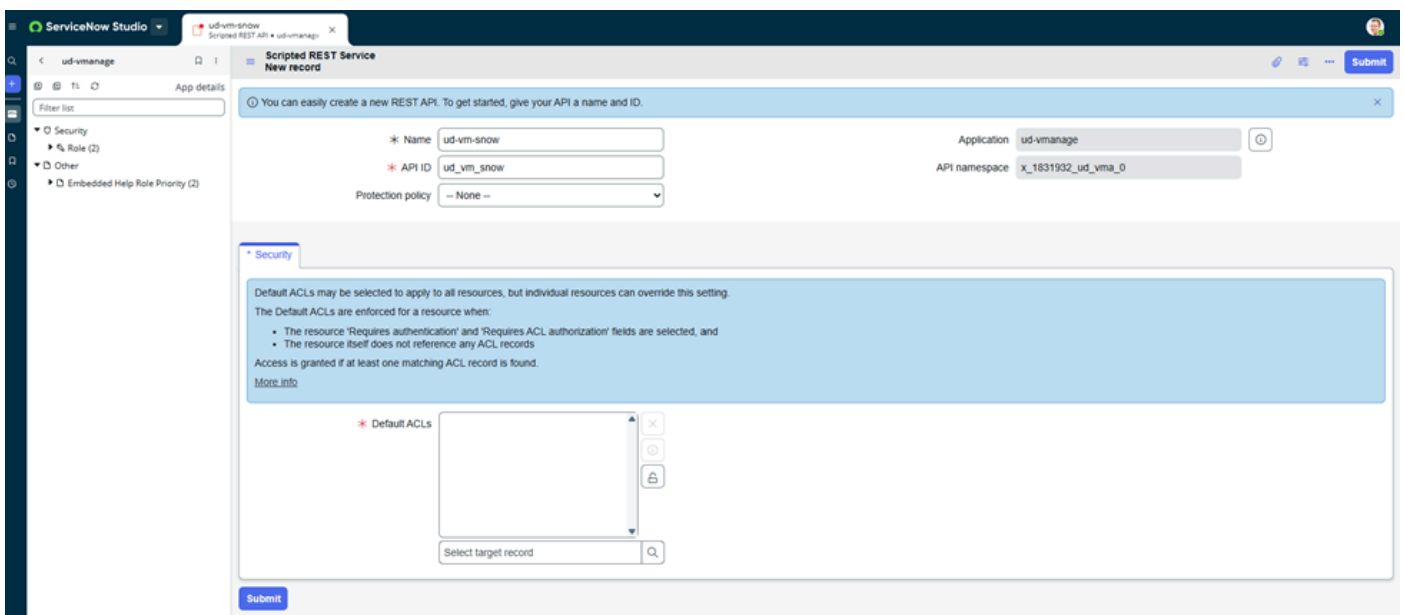 ServiceNow Studio
ud-vm-snow
Scripted REST API • ud-vmanage
ud-vmanage
App details
Filter list
Security
Role (2)
Other
Embedded Help Role Priority (2)
Scripted REST Service
New record
Submit
You can easily create a new REST API. To get started, give your API a name and ID.
Name ud-vm-snow
Application ud-vmanage
API ID ud_vm_snow
API namespace x_1831932_ud_vma_0
Protection policy -- None --
* Security
Default ACLs may be selected to apply to all resources, but individual resources can override this setting.
The Default ACLs are enforced for a resource when:
• The resource 'Requires authentication' and 'Requires ACL authorization' fields are selected, and
• The resource itself does not reference any ACL records
Access is granted if at least one matching ACL record is found.
More info
Default ACLs
Select target record
Submit